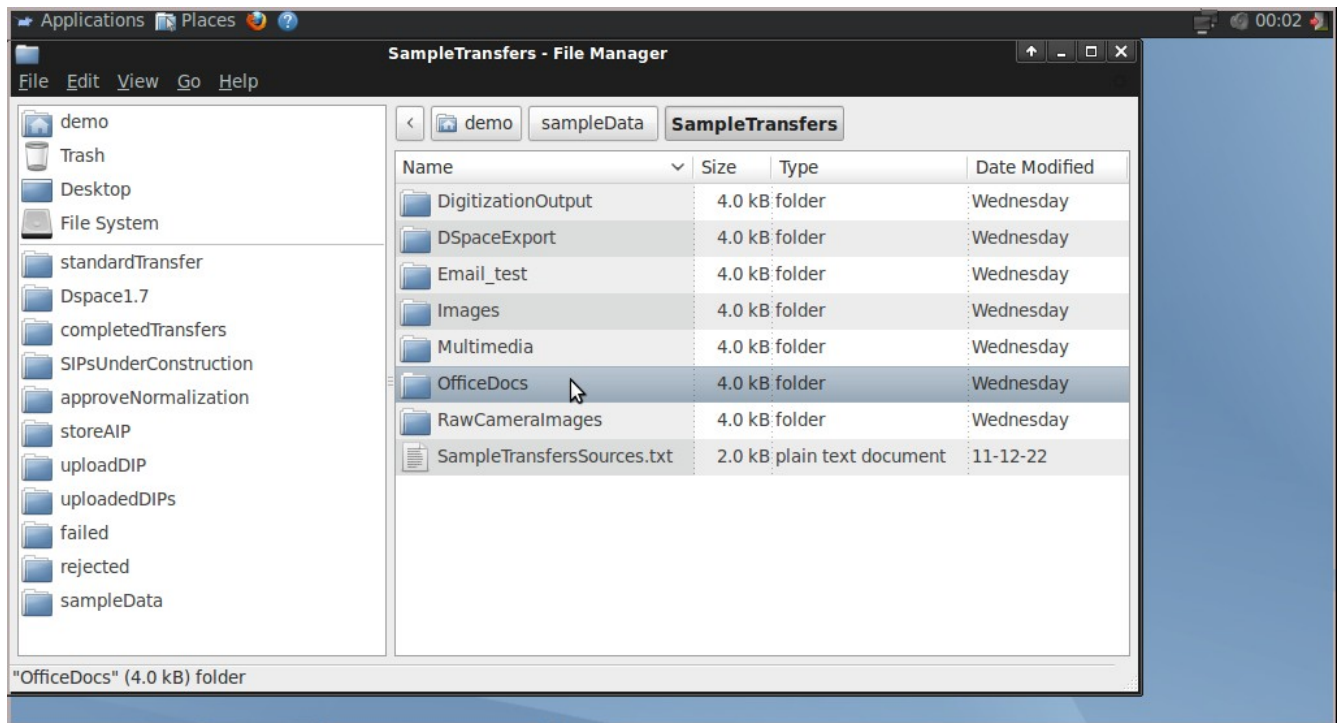 Applications Places 00:02
SampleTransfers - File Manager
File Edit View Go Help
demo
Trash
Desktop
File System
standardTransfer
Dspace1.7
completedTransfers
SIPsUnderConstruction
approveNormalization
storeAIP
uploadDIP
uploadedDIPs
failed
rejected
sampleData
demo sampleData SampleTransfers
Name Size Type Date Modified
DigitizationOutput 4.0 kB folder Wednesday
DSpaceExport 4.0 kB folder Wednesday
Email_test 4.0 kB folder Wednesday
Images 4.0 kB folder Wednesday
Multimedia 4.0 kB folder Wednesday
OfficeDocs 4.0 kB folder Wednesday
RawCameraImages 4.0 kB folder Wednesday
SampleTransfersSources.txt 2.0 kB plain text document 11-12-22
"OfficeDocs" (4.0 kB) folder